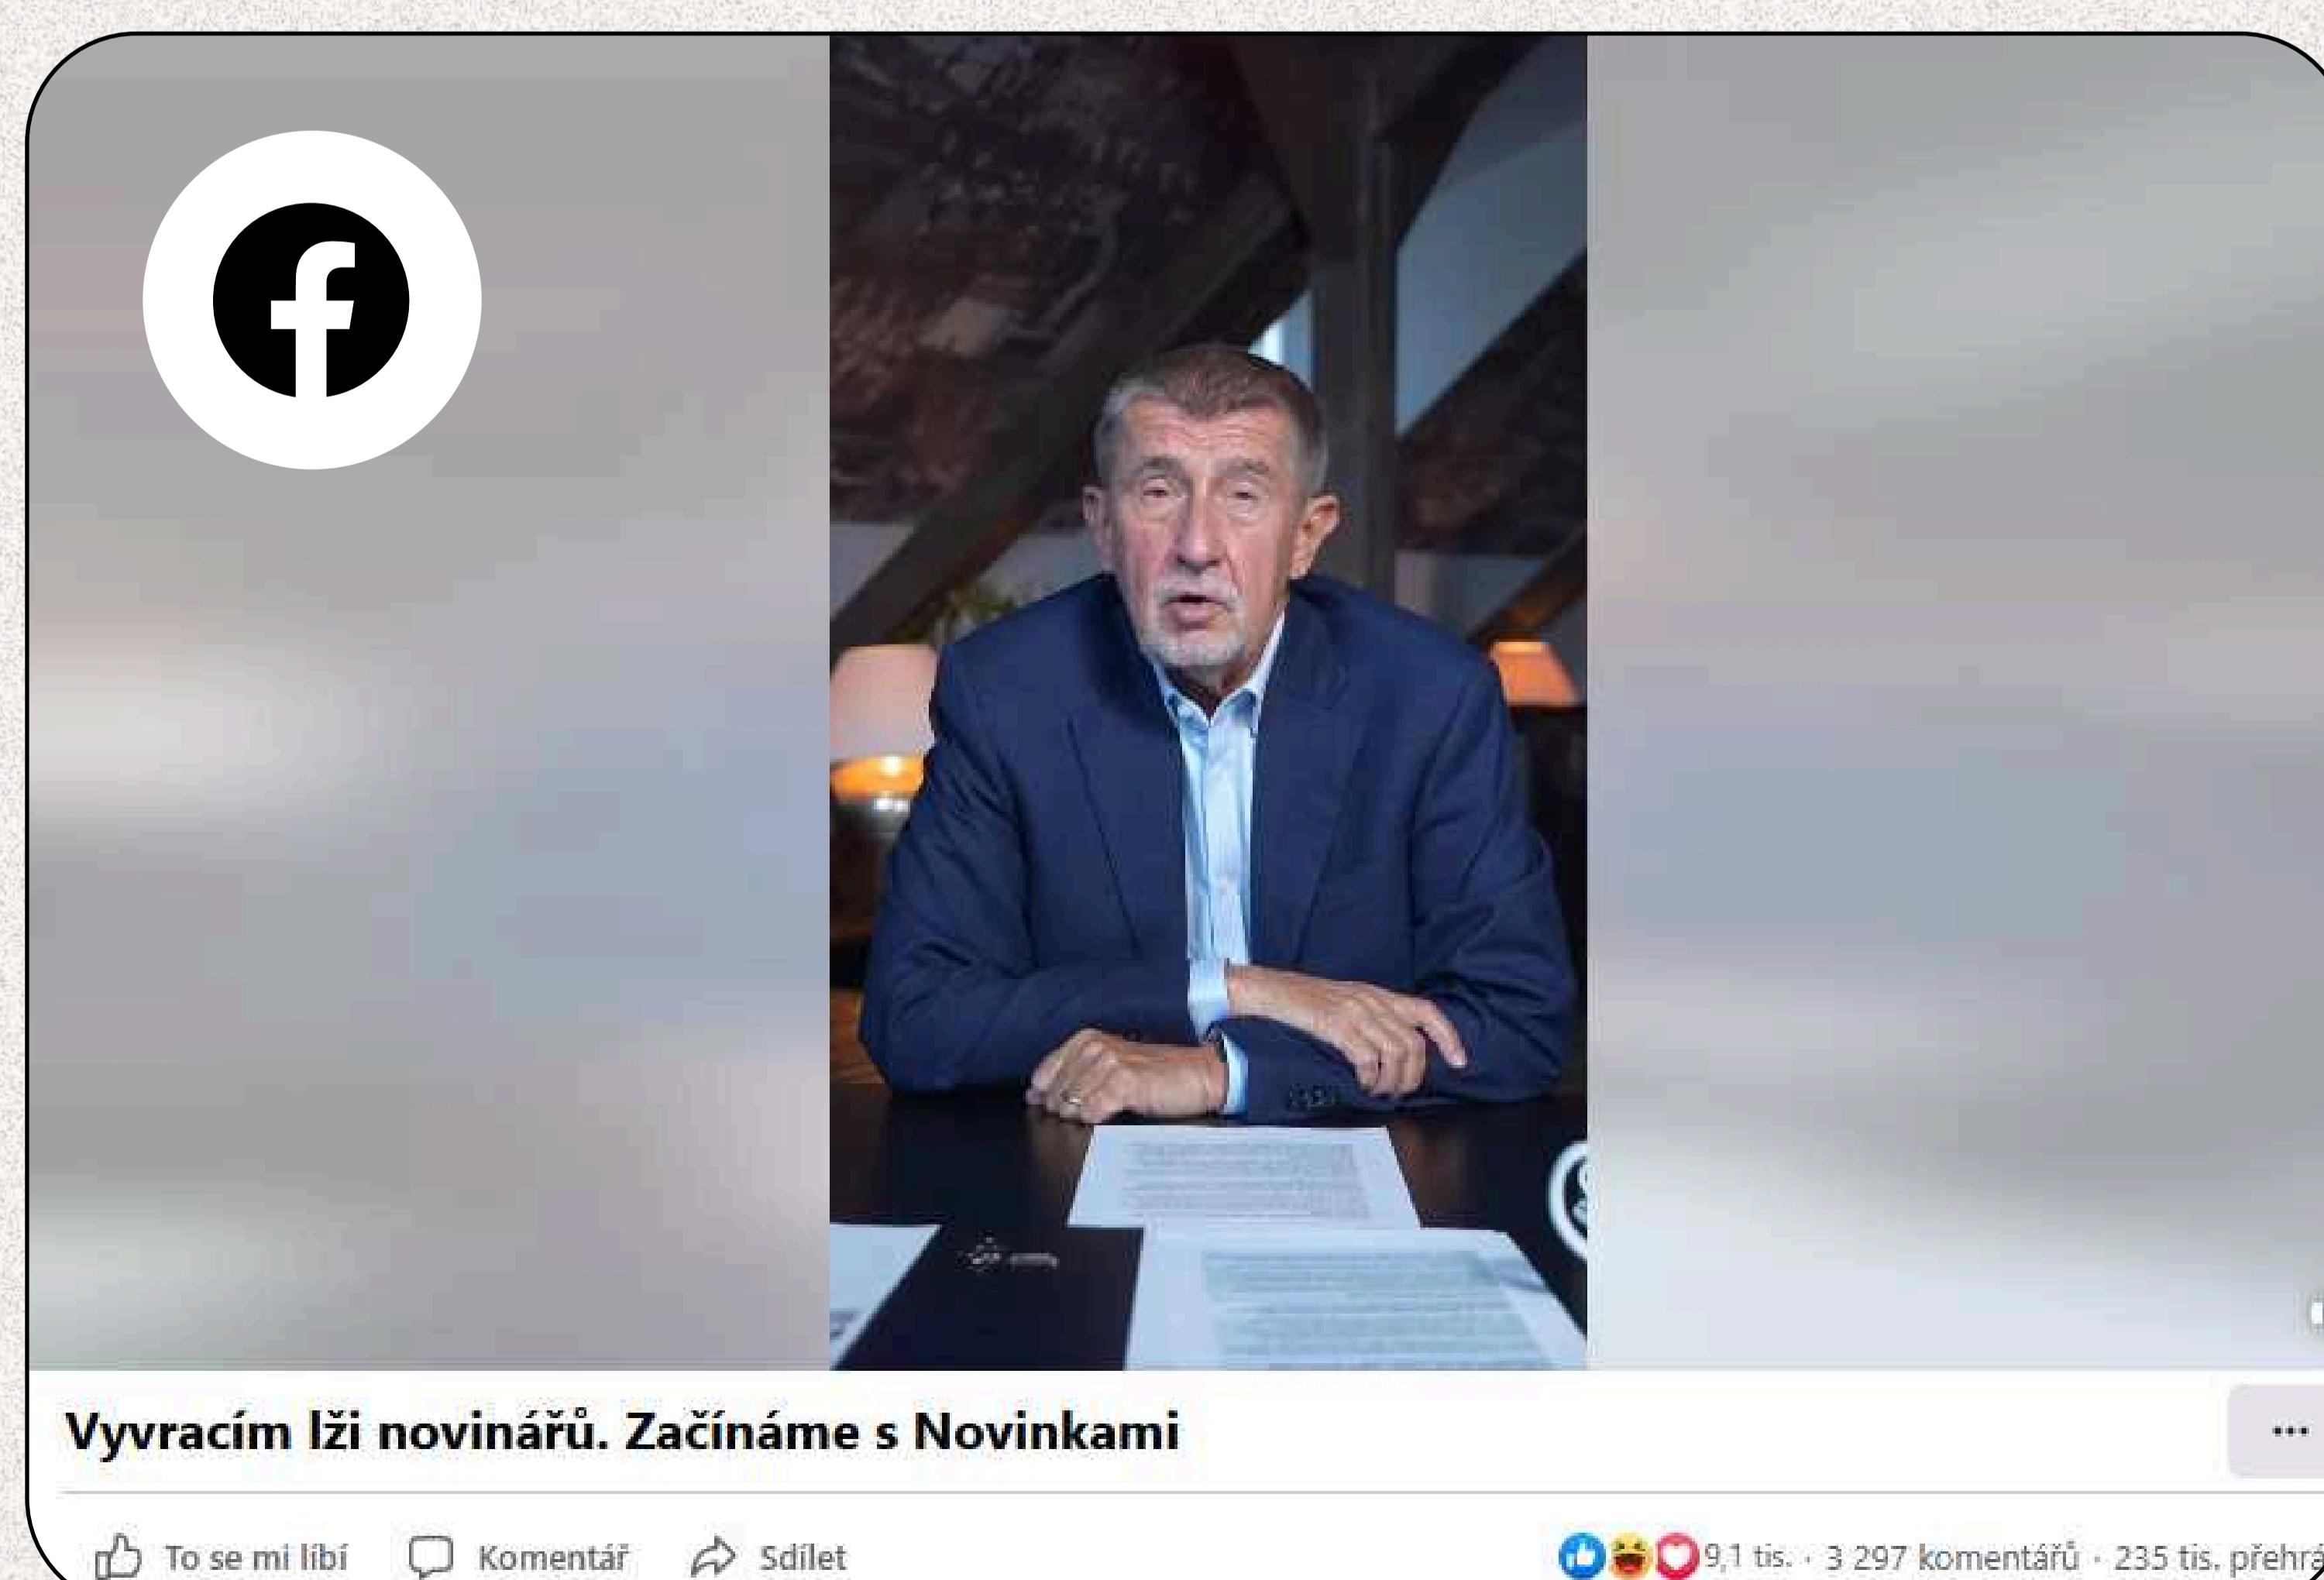 Vyvracím lži novinářů. Začínáme s Novinkami
To se mi líbí Komentář Sdílet 9,1 tis. · 3 297 komentářů · 235 tis.